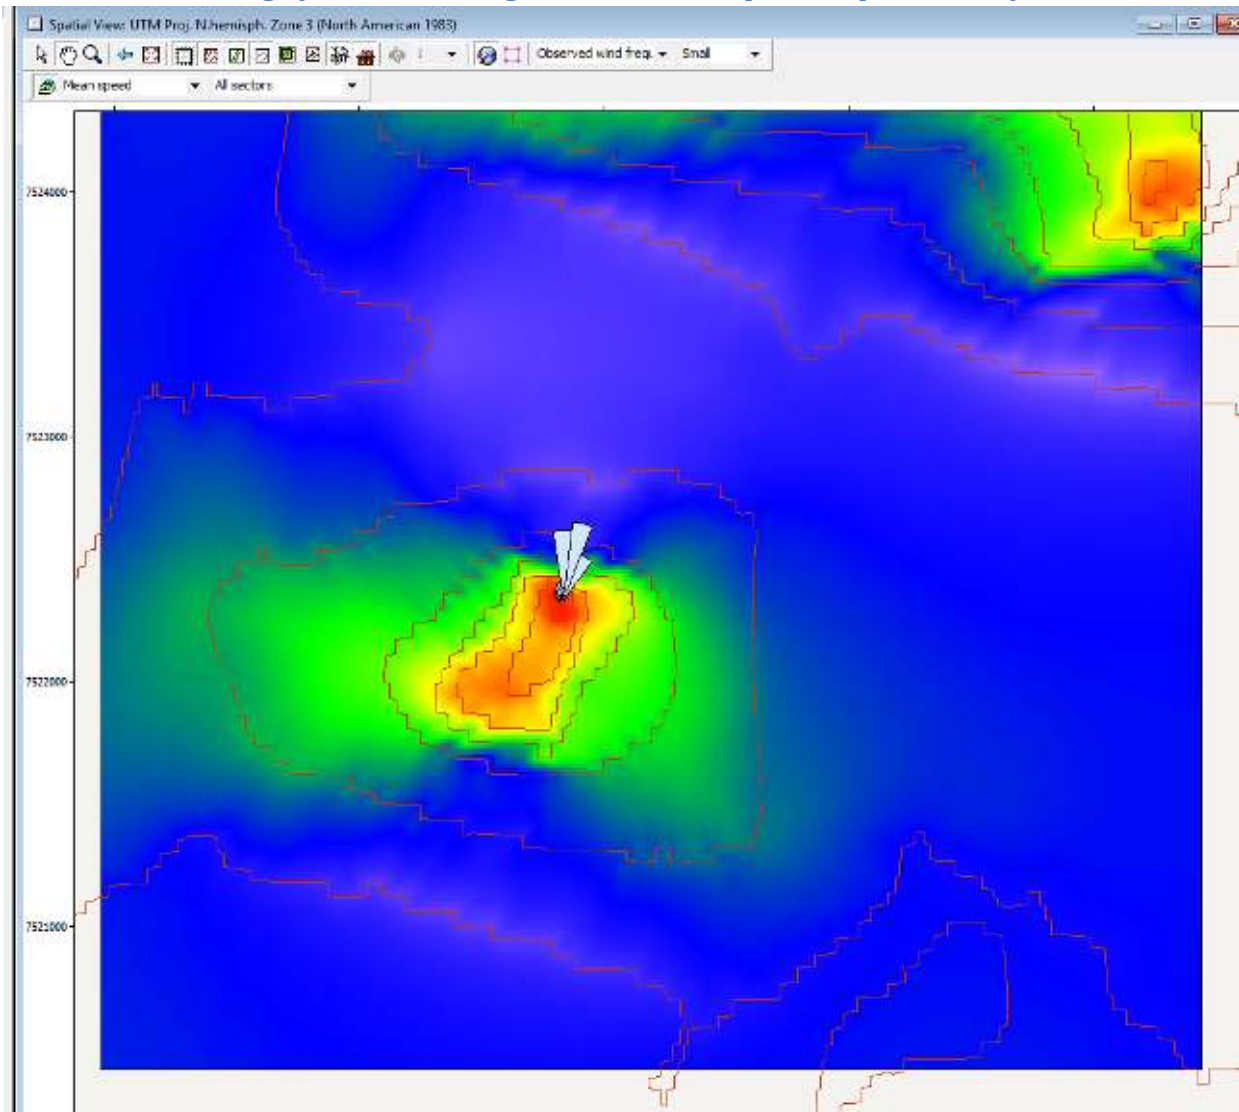 Spatial View: UTM Proj. N.hemisph. Zone 3 (North American 1983)
Observed wind freq. Small
Mean speed All sectors
7524000
7523000
7522000
7521000